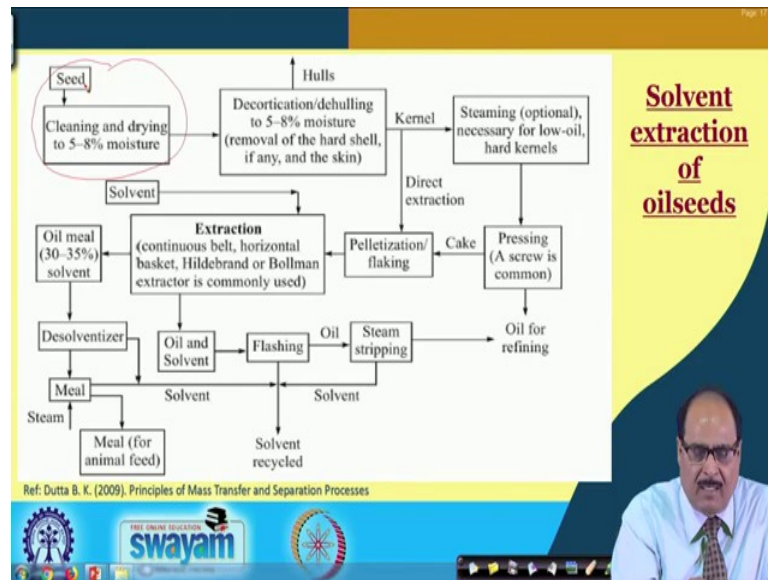 Page 17
Seed
Hulls
Cleaning and drying
to 5–8% moisture
Decortication/dehulling
to 5–8% moisture
(removal of the hard shell,
if any, and the skin)
Kernel
Steaming (optional),
necessary for low-oil,
hard kernels
Solvent
extraction
of
oilseeds
Solvent
Direct
extraction
Oil meal
(30–35%)
solvent
Extraction
(continuous belt, horizontal
basket, Hildebrand or Bollman
extractor is commonly used)
Pelletization/
flaking
Cake
Pressing
(A screw is
common)
Desolventizer
Oil and
Solvent
Flashing
Oil
Steam
stripping
Oil for
refining
Meal
Solvent
Solvent
Steam
Meal (for
animal feed)
Solvent
recycled
Ref: Dutta B. K. (2009). Principles of Mass Transfer and Separation Processes
FREE ONLINE EDUCATION
swayam